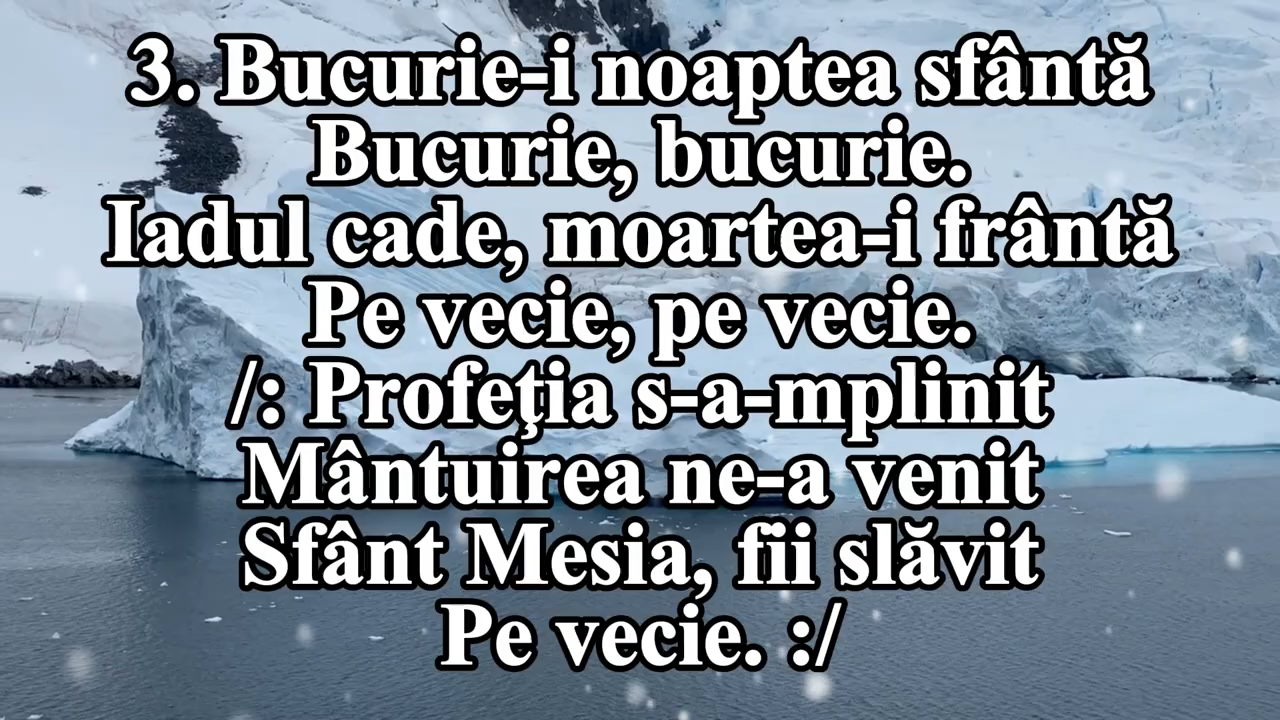 3. Bucurie-i noaptea sfântă
Bucurie, bucurie.
Iadul cade, moartea-i frântă
Pe vecie, pe vecie.
/: Profeţia s-a-mplinit
Mântuirea ne-a venit
Sfânt Mesia, fii slăvit
Pe vecie. :/